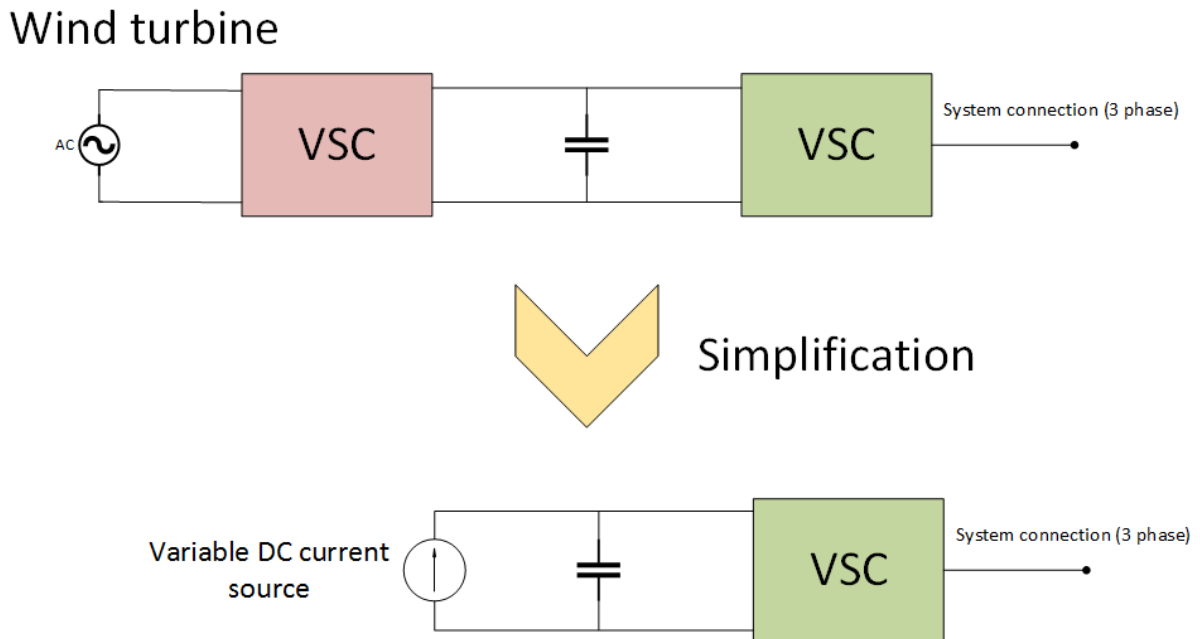 Wind turbine
AC
VSC
VSC
System connection (3 phase)
Simplification
Variable DC current
source
VSC
System connection (3 phase)